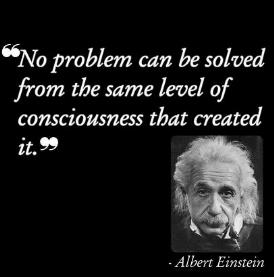 “No problem can be solved
from the same level of
consciousness that created
it.”
- Albert Einstein